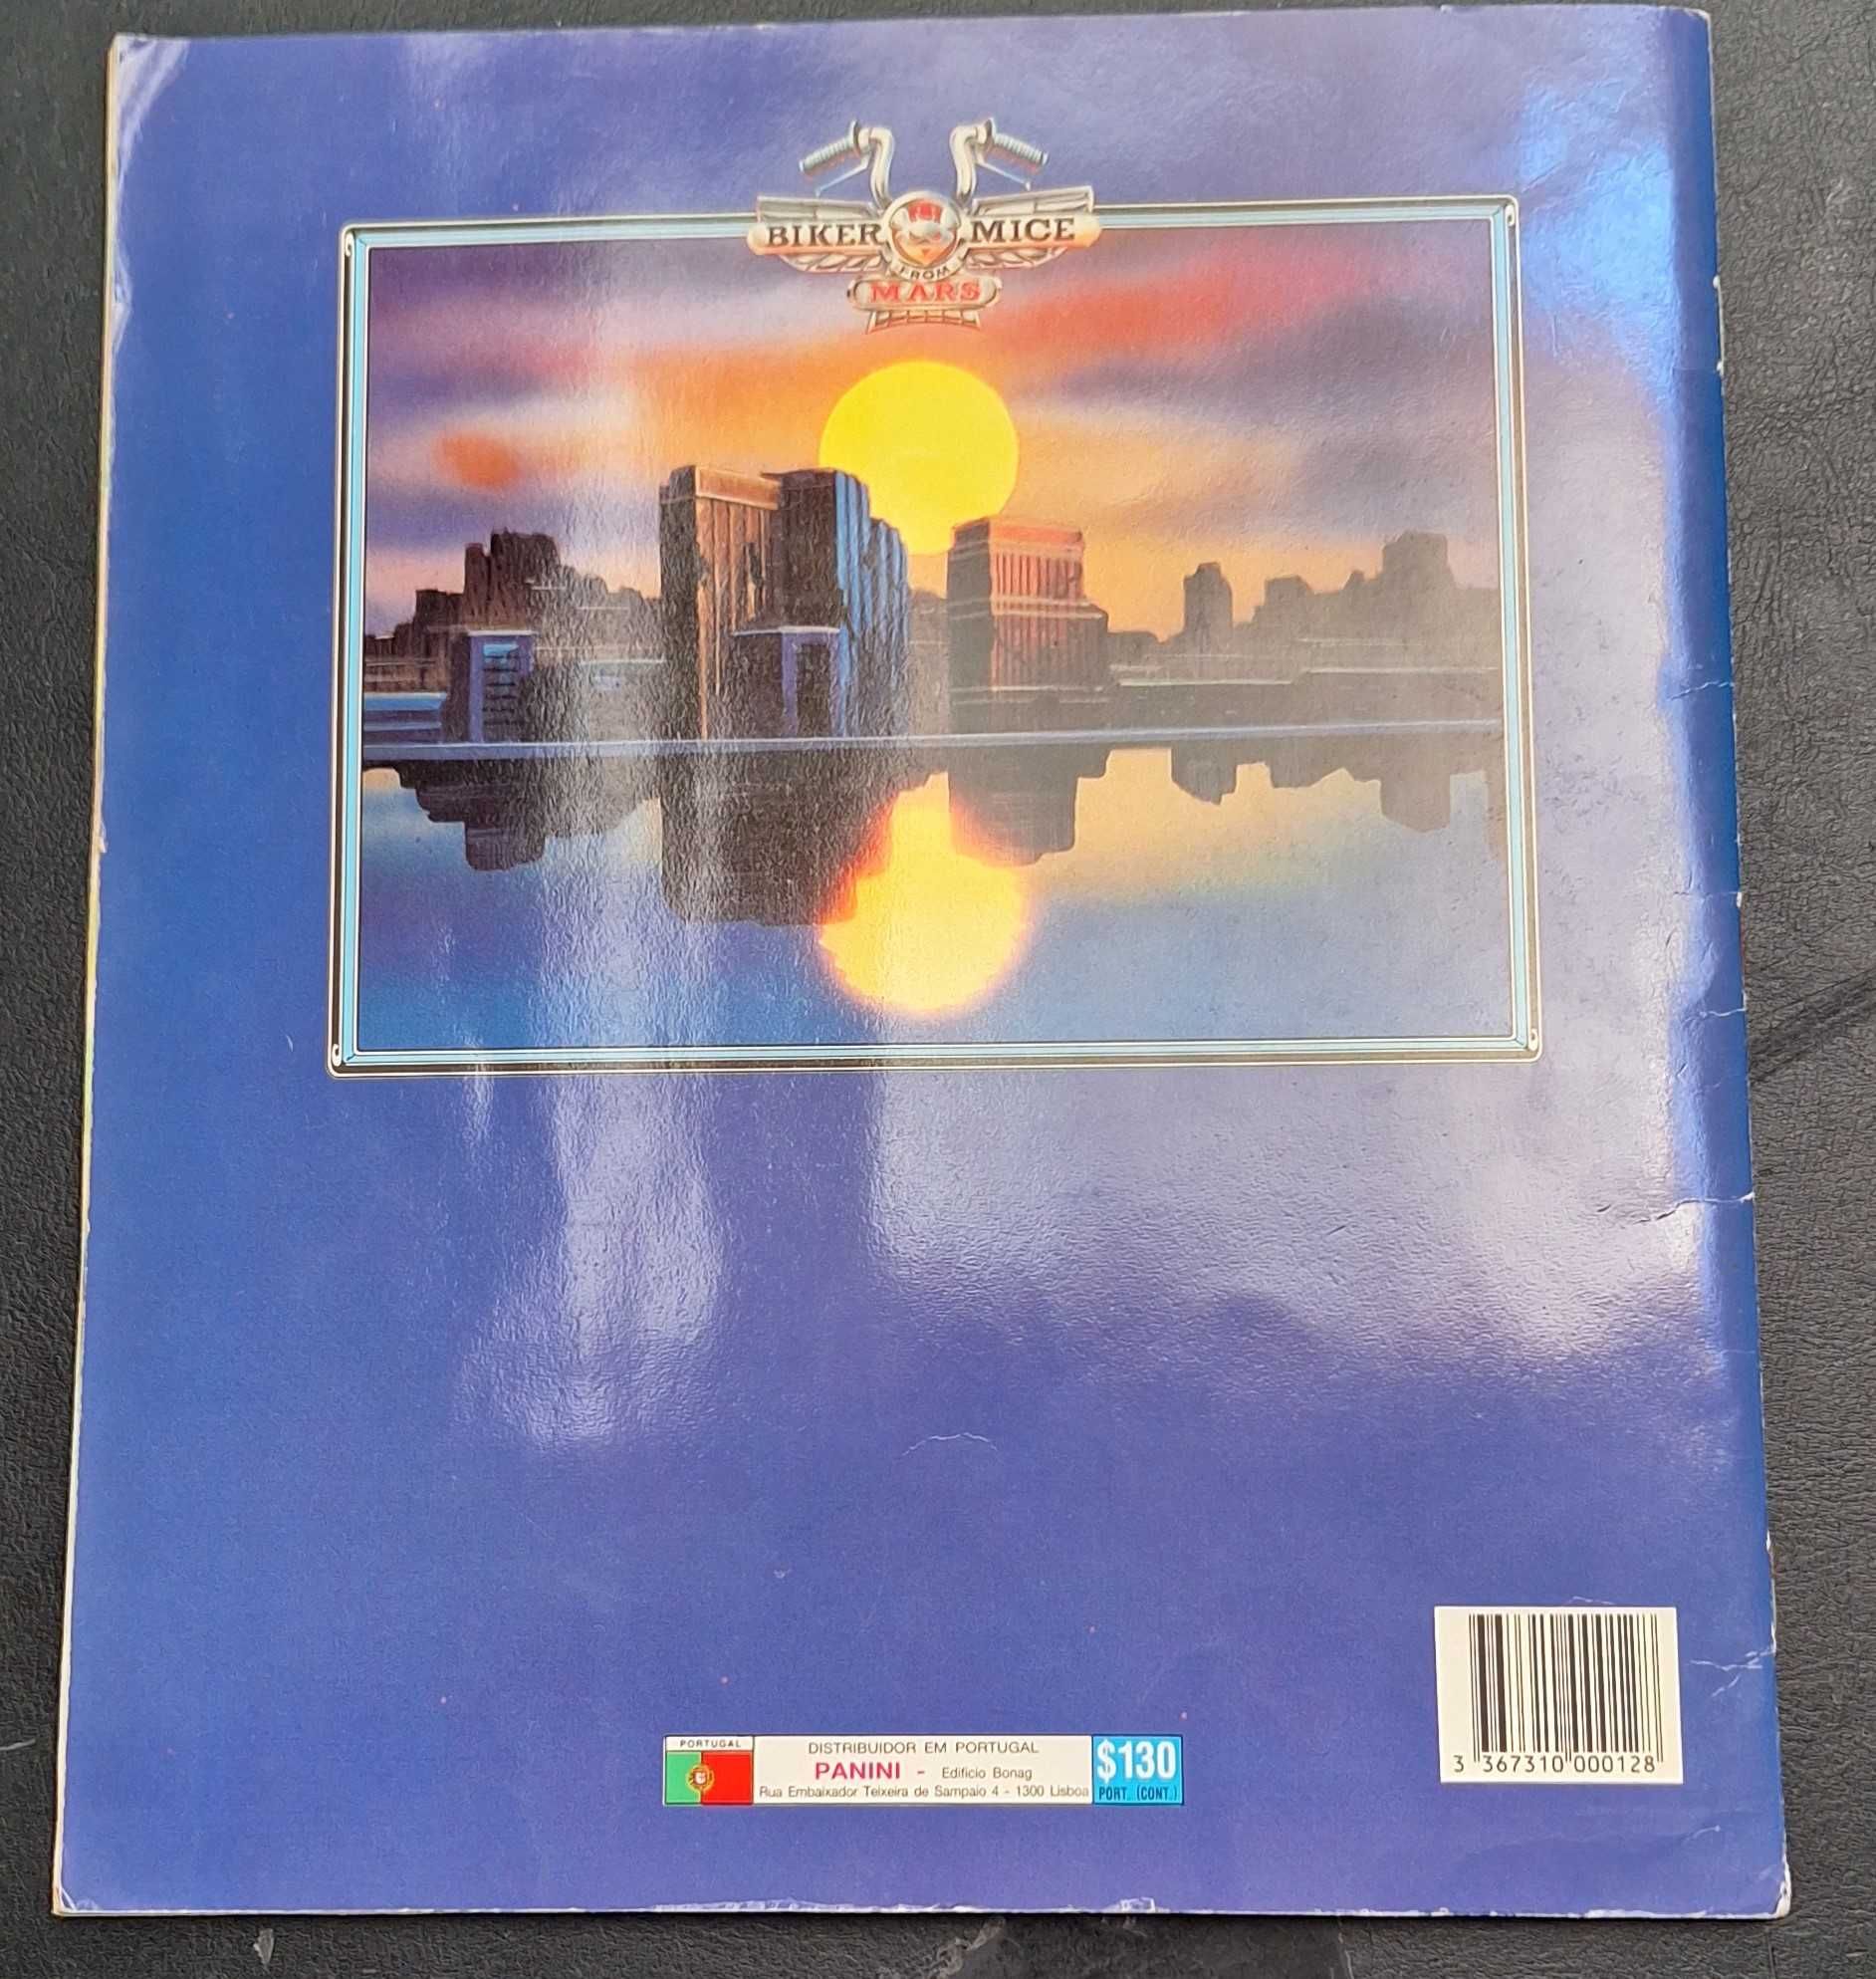 BIKER MICE
FROM
MARS
PORTUGAL
DISTRIBUIDOR EM PORTUGAL
PANINI - Edificio Bonag
Rua Embaixador Teixeira de Sampaio 4 - 1300 Lisboa
$130
PORT. (CONT.)
3 367310 000128